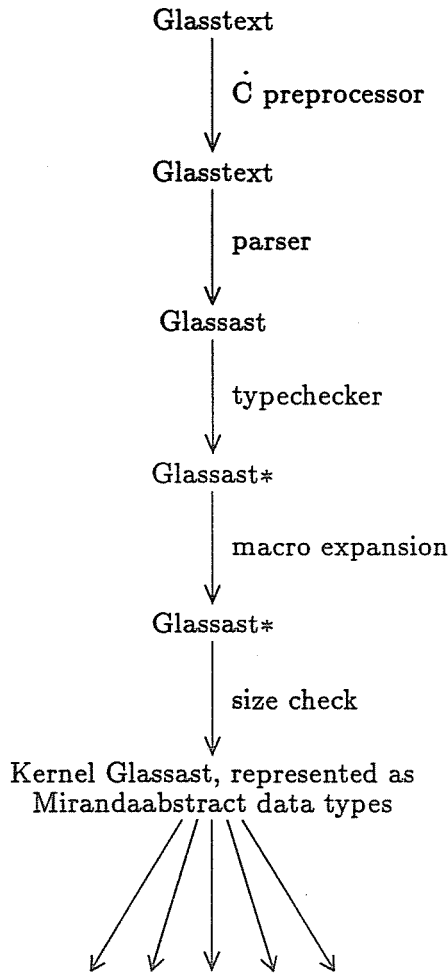 Glasstext
C preprocessor
Glasstext
parser
Glassast
typechecker
Glassast*
macro expansion
Glassast*
size check
Kernel Glassast, represented as
Mirandaabstract data types